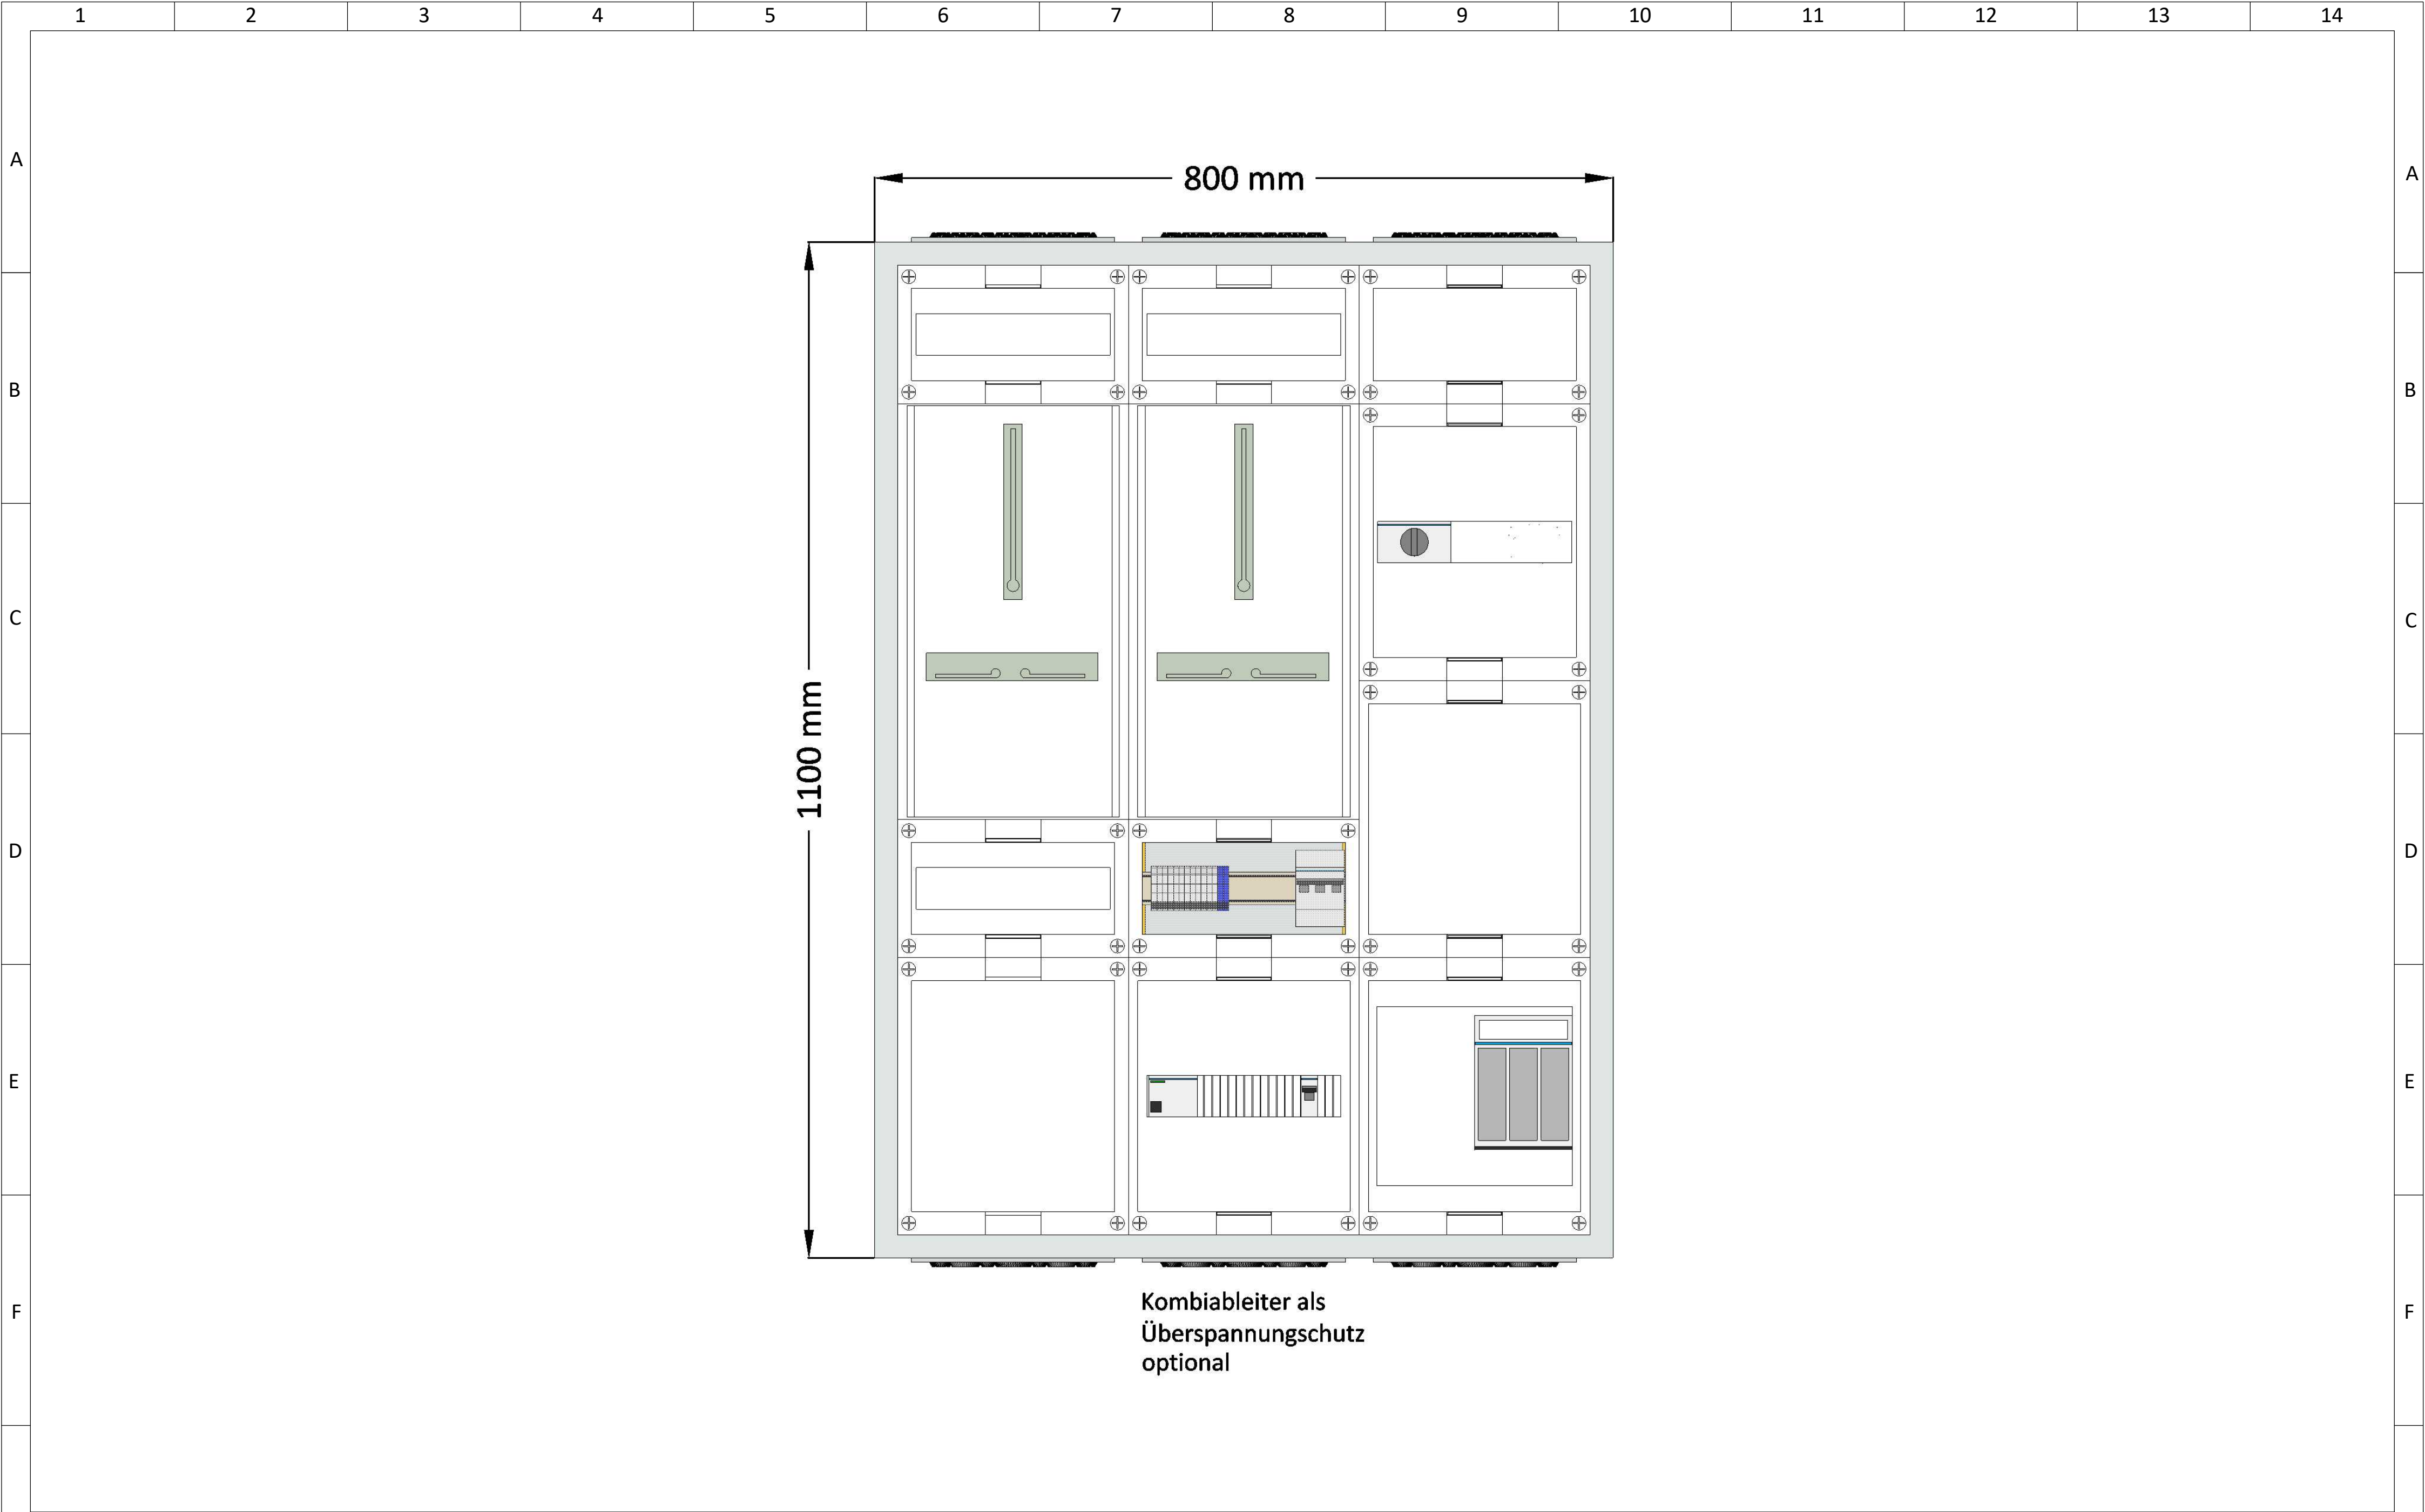 1 2 3 4 5 6 7 8 9 10 11 12 13 14
A A
800 mm
B B
C C
1100 mm
D D
E E
F F
Kombiableiter als
Überspannungschutz
optional